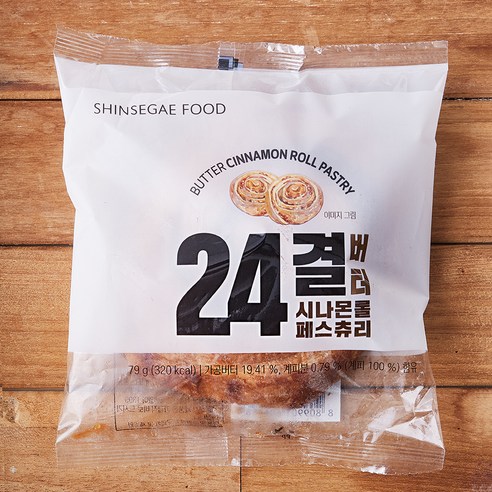 SHINSEGAE FOOD
BUTTER CINNAMON ROLL PASTRY
이미지 그림
24결 버터
시나몬롤
페스츄리
79 g (320 kcal) | 가공버터 19.41 %, 계피분 0.79 % (계피 100 %) 함유